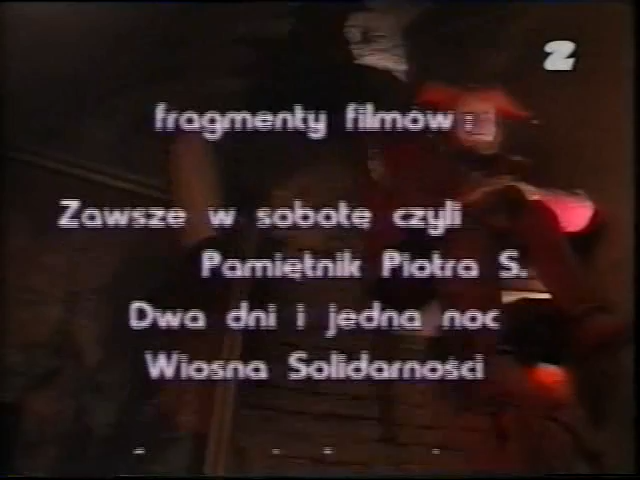 2
fragmenty filmów :
Zawsze w sobotę czyli
Pamiętnik Piotra S.
Dwa dni i jedna noc
Wiosna Solidarności